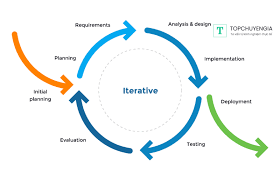 Requirements
Analysis & design
T TOPCHUYENGIA
Planning
Implementation
Initial
planning
Iterative
Deployment
Evaluation
Testing